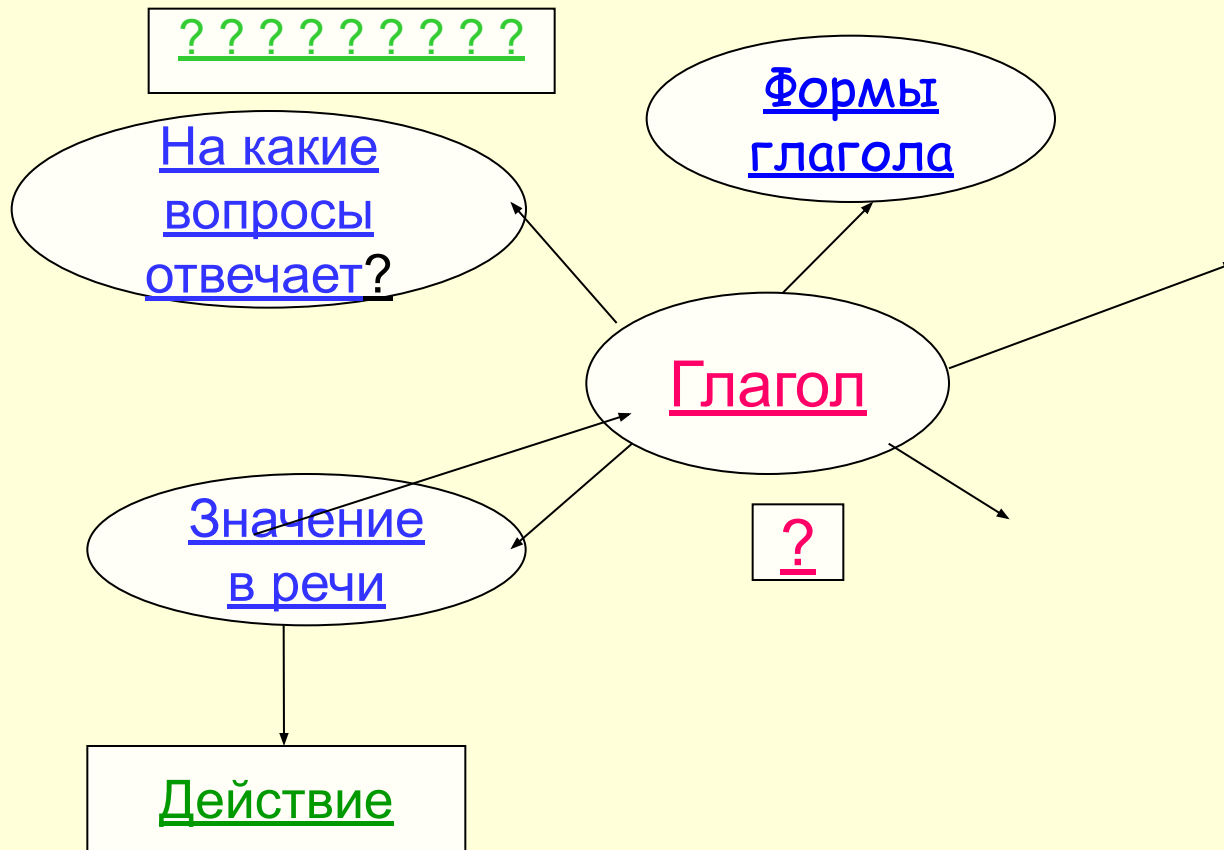 ? ? ? ? ? ? ? ? ?
На какие
вопросы
отвечает?
Формы
глагола
Глагол
Значение
в речи
?
Действие